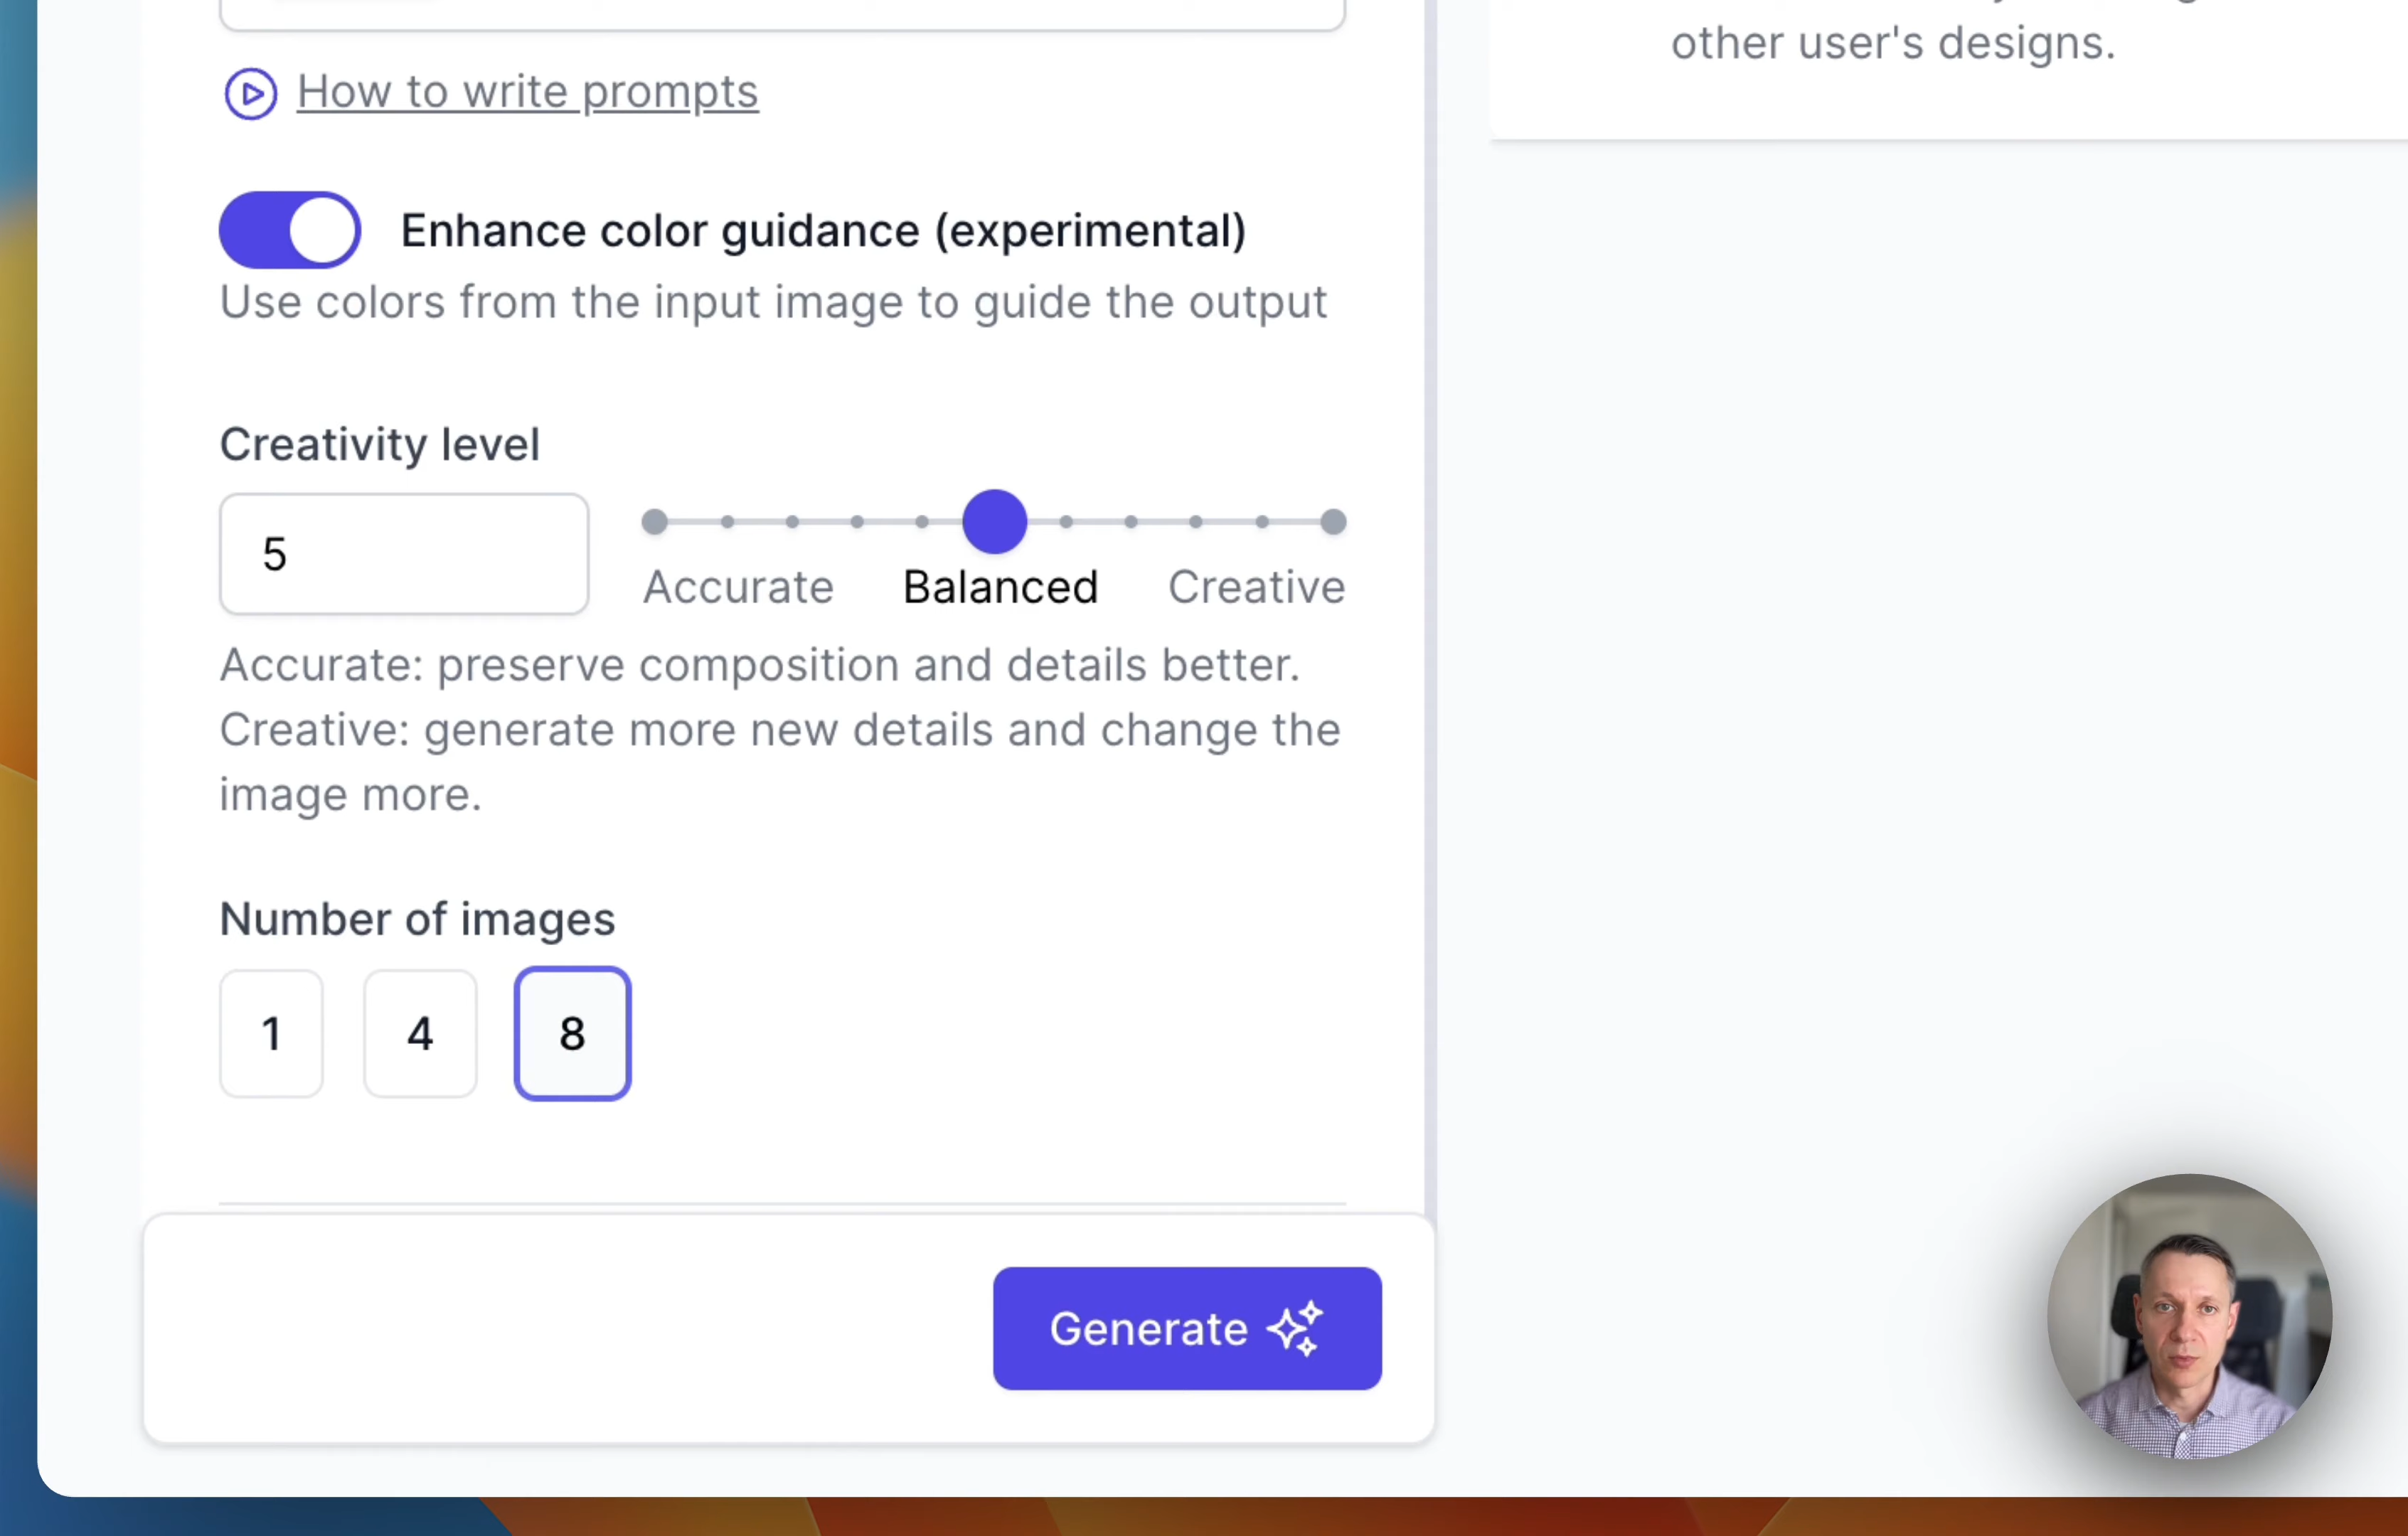 other user's designs.
How to write prompts
Enhance color guidance (experimental)
Use colors from the input image to guide the output
Creativity level
5
Accurate Balanced Creative
Accurate: preserve composition and details better.
Creative: generate more new details and change the
image more.
Number of images
1 4 8
Generate